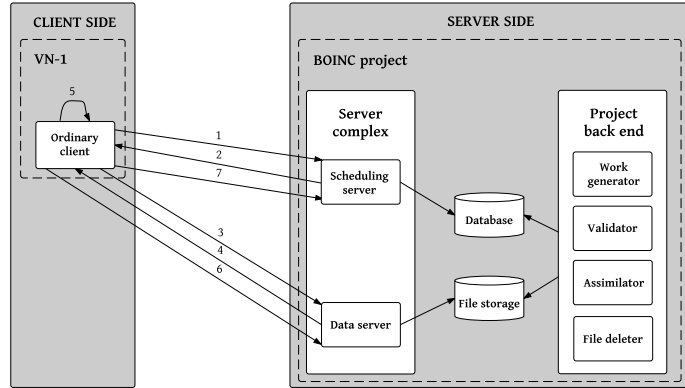 CLIENT SIDE
VN-1
5
Ordinary
client
1
2
7
3
4
6
SERVER SIDE
BOINC project
Server
complex
Scheduling
server
Data server
Database
File storage
Project
back end
Work
generator
Validator
Assimilator
File deleter